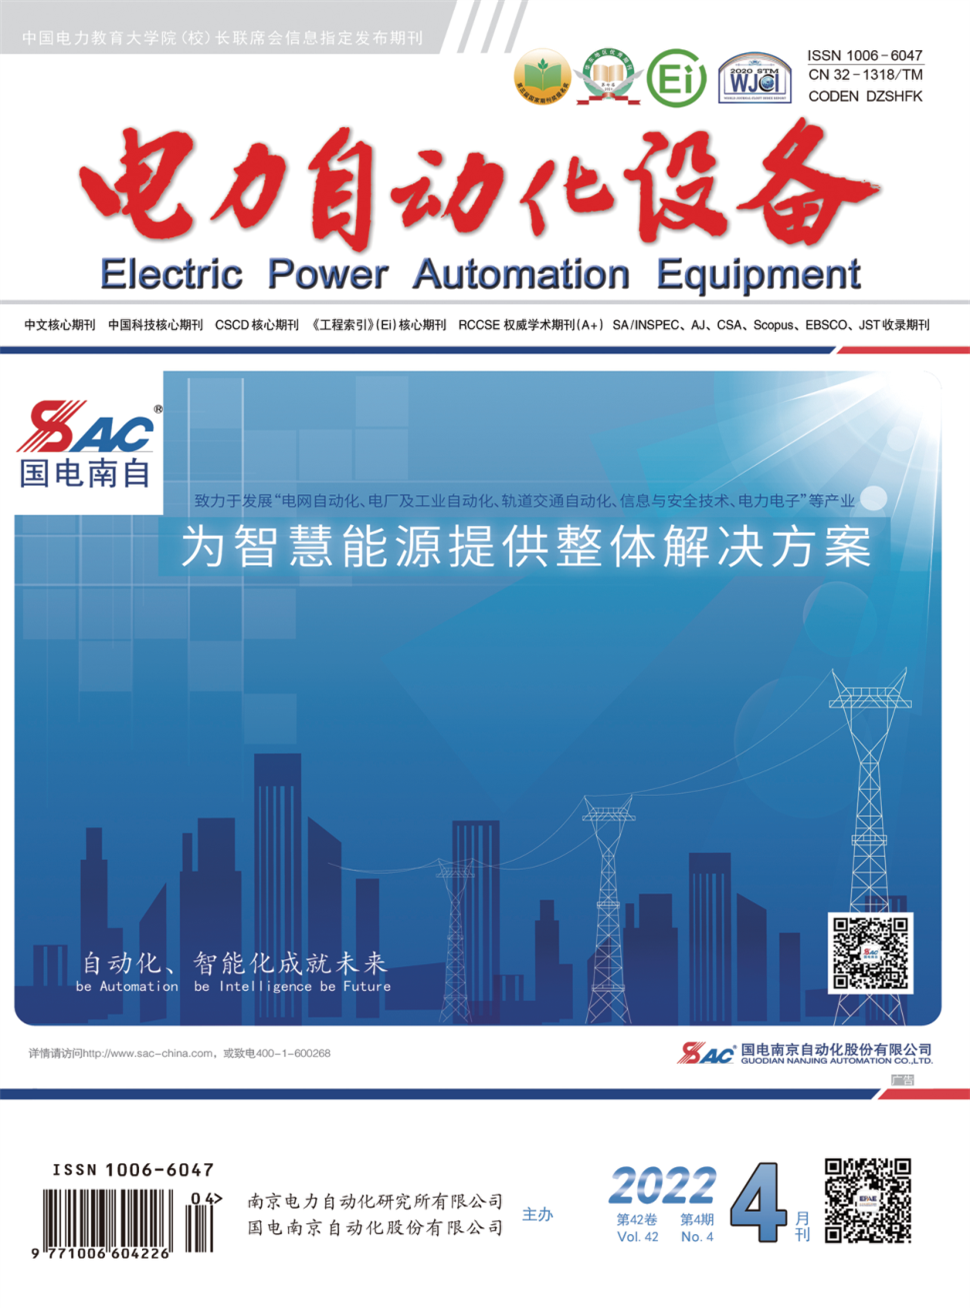 中国电力教育大学院(校)长联席会信息指定发布期刊
Ei
2020 STM
WJCI
ISSN 1006-6047
CN 32-1318/TM
CODEN DZSHFK
电力自动化设备
Electric Power Automation Equipment
中文核心期刊 中国科技核心期刊 CSCD核心期刊 《工程索引》(Ei)核心期刊 RCCSE 权威学术期刊(A+) SA/INSPEC、AJ、CSA、Scopus、EBSCO、JST收录期刊
SAC®
国电南自
致力于发展“电网自动化、电厂及工业自动化、轨道交通自动化、信息与安全技术、电力电子”等产业
为智慧能源提供整体解决方案
自动化、智能化成就未来
be Automation be Intelligence be Future
详情请访问http://www.sac-china.com，或致电400-1-600268
SAC® 国电南京自动化股份有限公司
GUODIAN NANJING AUTOMATION CO.,LTD.
广告
ISSN 1006-6047
04>
9 771006 604226
南京电力自动化研究所有限公司
国电南京自动化股份有限公司
主办
2022 4月刊
第42卷 第4期
Vol. 42 No. 4
EPAE